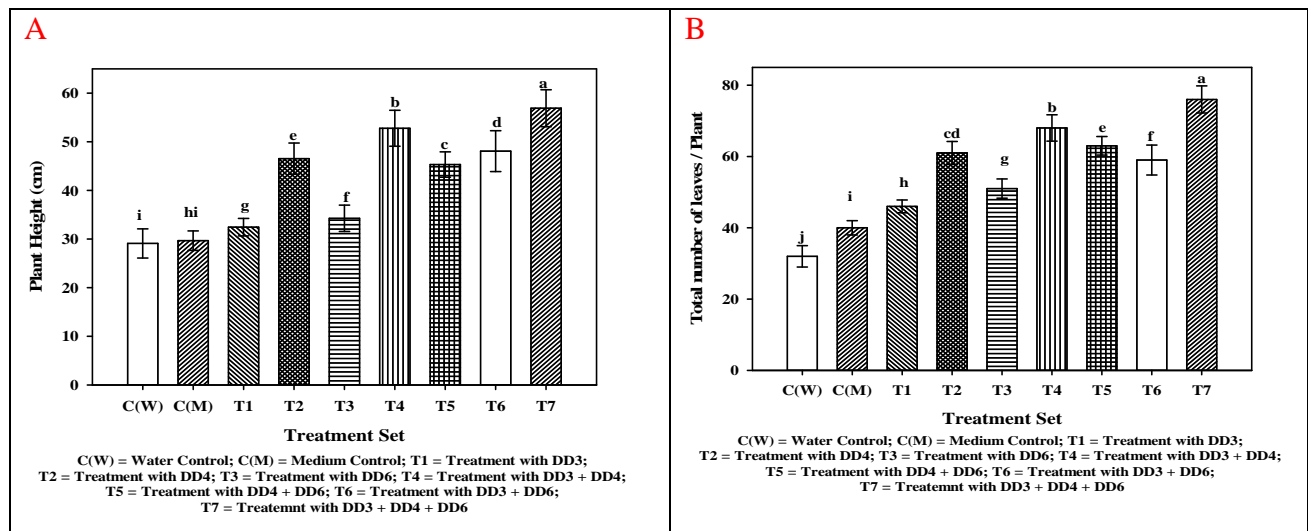 A
Plant Height (cm)
60
50
40
30
20
10
0
i
hi
g
e
f
b
c
d
a
C(W) C(M) T1 T2 T3 T4 T5 T6 T7
Treatment Set
C(W) = Water Control; C(M) = Medium Control; T1 = Treatment with DD3;
T2 = Treatment with DD4; T3 = Treatment with DD6; T4 = Treatment with DD3 + DD4;
T5 = Treatment with DD4 + DD6; T6 = Treatment with DD3 + DD6;
T7 = Treatemnt with DD3 + DD4 + DD6
B
Total number of leaves / Plant
80
60
40
20
0
j
i
h
cd
g
b
e
f
a
C(W) C(M) T1 T2 T3 T4 T5 T6 T7
Treatment Set
C(W) = Water Control; C(M) = Medium Control; T1 = Treatment with DD3;
T2 = Treatment with DD4; T3 = Treatment with DD6; T4 = Treatment with DD3 + DD4;
T5 = Treatment with DD4 + DD6; T6 = Treatment with DD3 + DD6;
T7 = Treatemnt with DD3 + DD4 + DD6